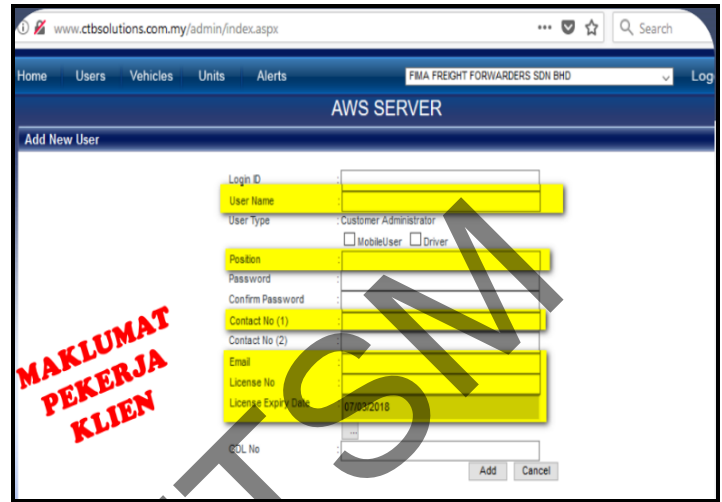 www.ctbsolutions.com.my/admin/index.aspx Search
Home Users Vehicles Units Alerts FIMA FREIGHT FORWARDERS SDN BHD Log
AWS SERVER
Add New User
Login ID :
User Name :
User Type : Customer Administrator
MobileUser Driver
Position :
Password :
Confirm Password :
Contact No (1) :
Contact No (2) :
Email :
License No :
License Expiry Date 07/03/2018
...
CDL No :
Add Cancel
MAKLUMAT
PEKERJA
KLIEN
TSM